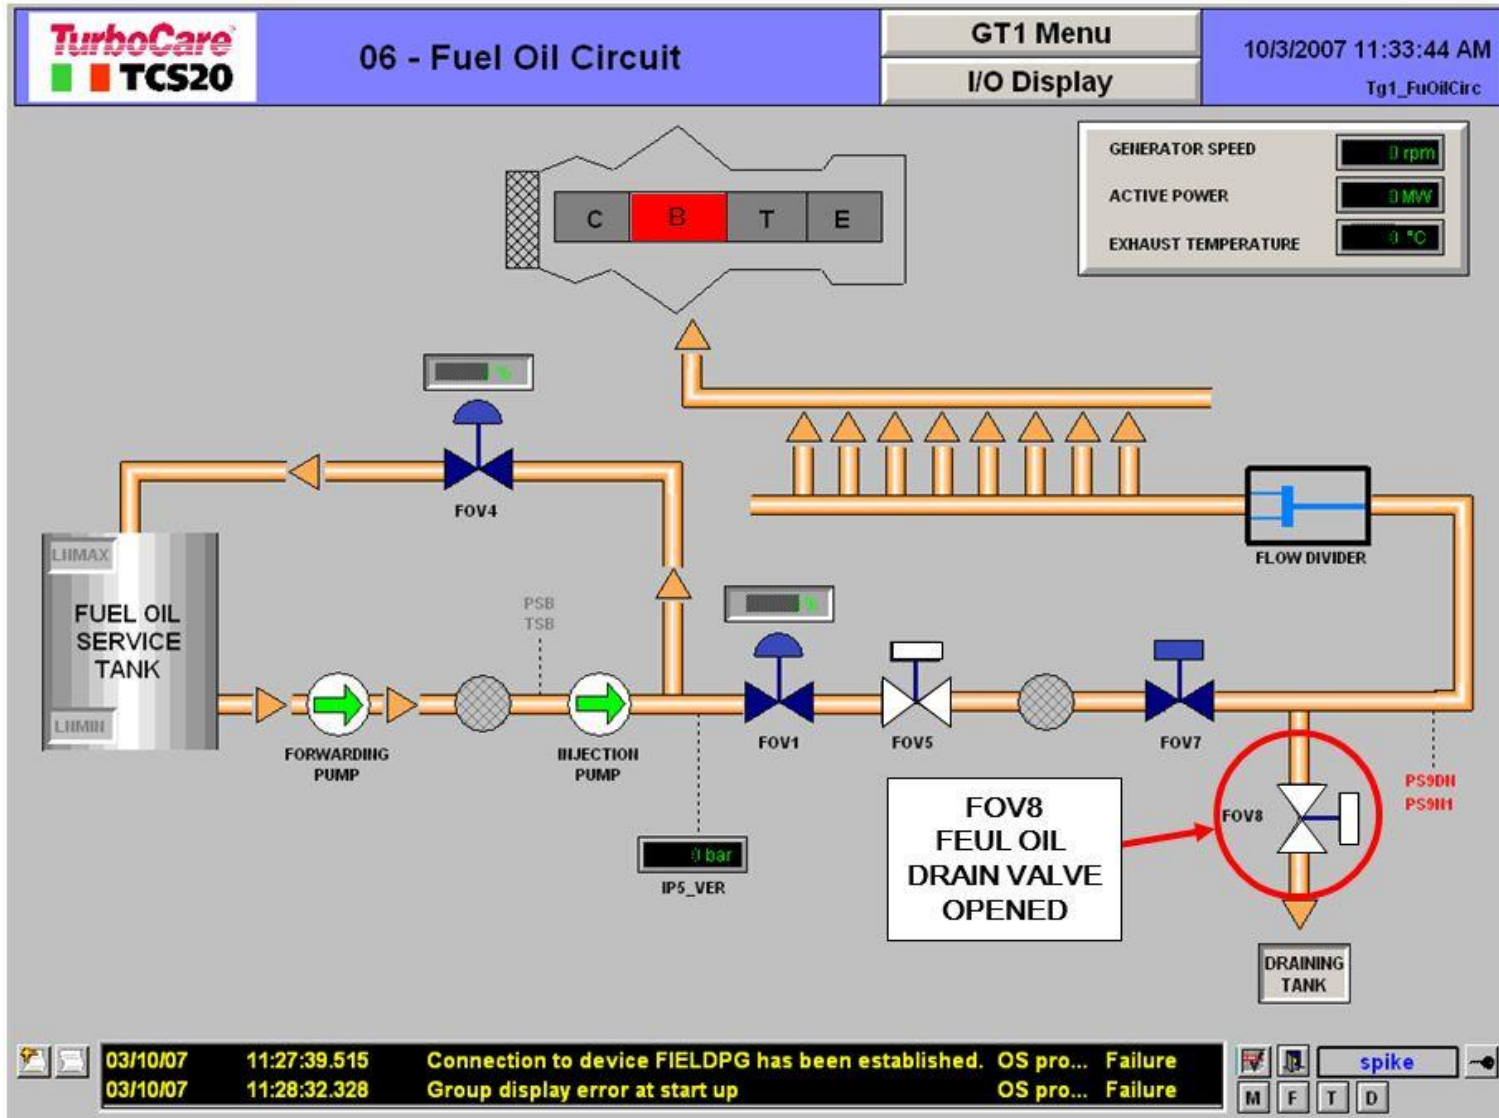 TurboCare
TCS20
06 - Fuel Oil Circuit
GT1 Menu
I/O Display
10/3/2007 11:33:44 AM
Tg1_FuOilCirc
GENERATOR SPEED
0 rpm
ACTIVE POWER
0 MW
EXHAUST TEMPERATURE
0 °C
C B T E
%
FOV4
FLOW DIVIDER
LIIMAX
FUEL OIL
SERVICE
TANK
LIIMIN
PSB
TSB
%
FORWARDING
PUMP
INJECTION
PUMP
FOV1
FOV5
FOV7
PS9DN
PS9N1
FOV8
FOV8
FEUL OIL
DRAIN VALVE
OPENED
0 bar
IP5_VER
DRAINING
TANK
03/10/07 11:27:39.515 Connection to device FIELDPG has been established. OS pro... Failure
03/10/07 11:28:32.328 Group display error at start up OS pro... Failure
spike
M F T D